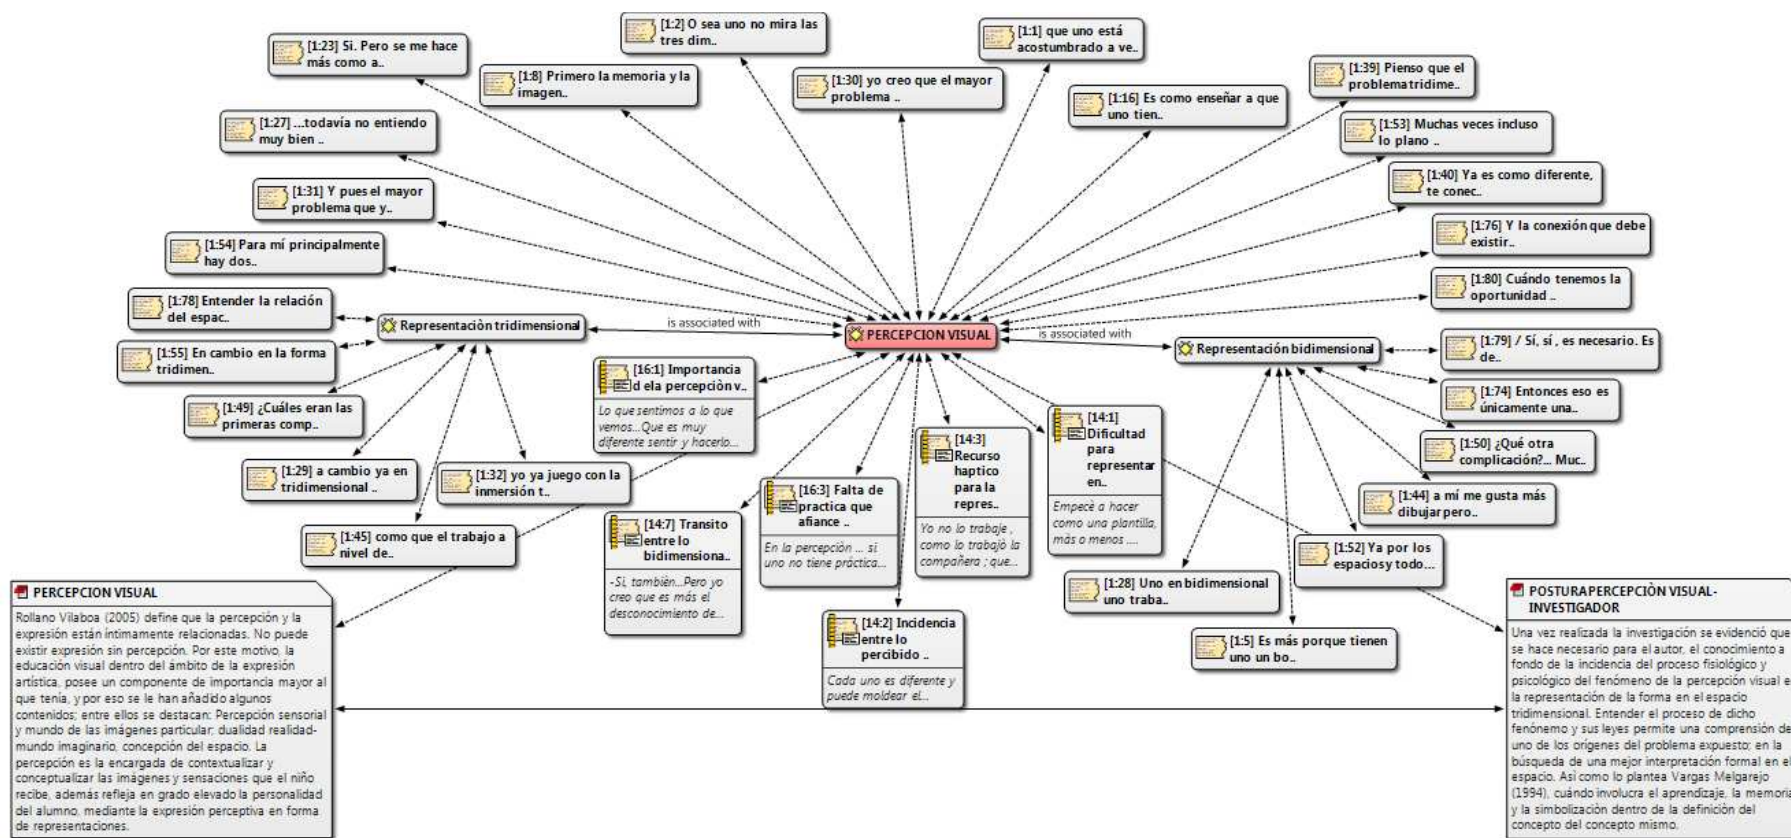 [1:2] O sea uno no mira las
tres dim..
[1:1] que uno está
acostumbrado a ve..
[1:23] Si. Pero se me hace
más como a..
[1:8] Primero la memoria y la
imagen..
[1:30] yo creo que el mayor
problema ..
[1:39] Pienso que el
problema tridime..
[1:16] Es como enseñar a que
uno tien..
[1:27] ...todavía no entiendo
muy bien ..
[1:53] Muchas veces incluso
lo plano ..
[1:40] Ya es como diferente,
te conec..
[1:31] Y pues el mayor
problema que y..
[1:76] Y la conexión que debe
existir..
[1:54] Para mí principalmente
hay dos..
[1:80] Cuándo tenemos la
oportunidad ..
[1:78] Entender la relación
del espac..
Representaciòn tridimensional
is associated with
PERCEPCION VISUAL
is associated with
Representación bidimensional
[1:79] / Sí, sí , es necesario. Es
de..
[1:55] En cambio en la forma
tridimen..
[16:1] Importancia
d ela percepciòn v..
Lo que sentimos a lo que
vemos...Que es muy
diferente sentir y hacerlo...
[1:74] Entonces eso es
únicamente una..
[1:49] ¿Cuáles eran las
primeras comp..
[14:3]
Recurso
haptico
para la
repres..
Yo no lo trabaje ,
como lo trabajò la
compañera ; que...
[14:1]
Dificultad
para
representar
en..
Empecè a hacer
como una plantilla,
màs o menos ....
[1:50] ¿Qué otra
complicación?... Muc..
[1:29] a cambio ya en
tridimensional ..
[1:32] yo ya juego con la
inmersión t..
[16:3] Falta de
practica que
afiance ..
En la percepciòn ... si
uno no tiene práctica...
[1:44] a mí me gusta más
dibujar pero..
[14:7] Transito
entre lo
bidimensiona..
-Si, tambièn...Pero yo
creo que es màs el
desconocimiento de...
[1:45] como que el trabajo a
nivel de..
[1:52] Ya por los
espacios y todo...
[1:28] Uno en bidimensional
uno traba..
[14:2] Incidencia
entre lo
percibido ..
Cada uno es diferente y
puede moldear el...
[1:5] Es más porque tienen
uno un bo..
PERCEPCION VISUAL
Rollano Vilaboa (2005) define que la percepción y la
expresión están íntimamente relacionadas. No puede
existir expresión sin percepción. Por este motivo, la
educación visual dentro del ámbito de la expresión
artística, posee un componente de importancia mayor al
que tenía, y por eso se le han añadido algunos
contenidos; entre ellos se destacan: Percepción sensorial
y mundo de las imágenes particular; dualidad realidad-
mundo imaginario, concepción del espacio. La
percepción es la encargada de contextualizar y
conceptualizar las imágenes y sensaciones que el niño
recibe, además refleja en grado elevado la personalidad
del alumno, mediante la expresión perceptiva en forma
de representaciones.
POSTURA PERCEPCIÒN VISUAL-
INVESTIGADOR
Una vez realizada la investigación se evidenció que
se hace necesario para el autor, el conocimiento a
fondo de la incidencia del proceso fisiológico y
psicológico del fenómeno de la percepción visual e
la representación de la forma en el espacio
tridimensional. Entender el proceso de dicho
fenónemo y sus leyes permite una comprensión de
uno de los orígenes del problema expuesto; en la
búsqueda de una mejor interpretación formal en el
espacio. Así como lo plantea Vargas Melgarejo
(1994), cuándo involucra el aprendizaje, la memoria
y la simbolización dentro de la definición del
concepto del concepto mismo.